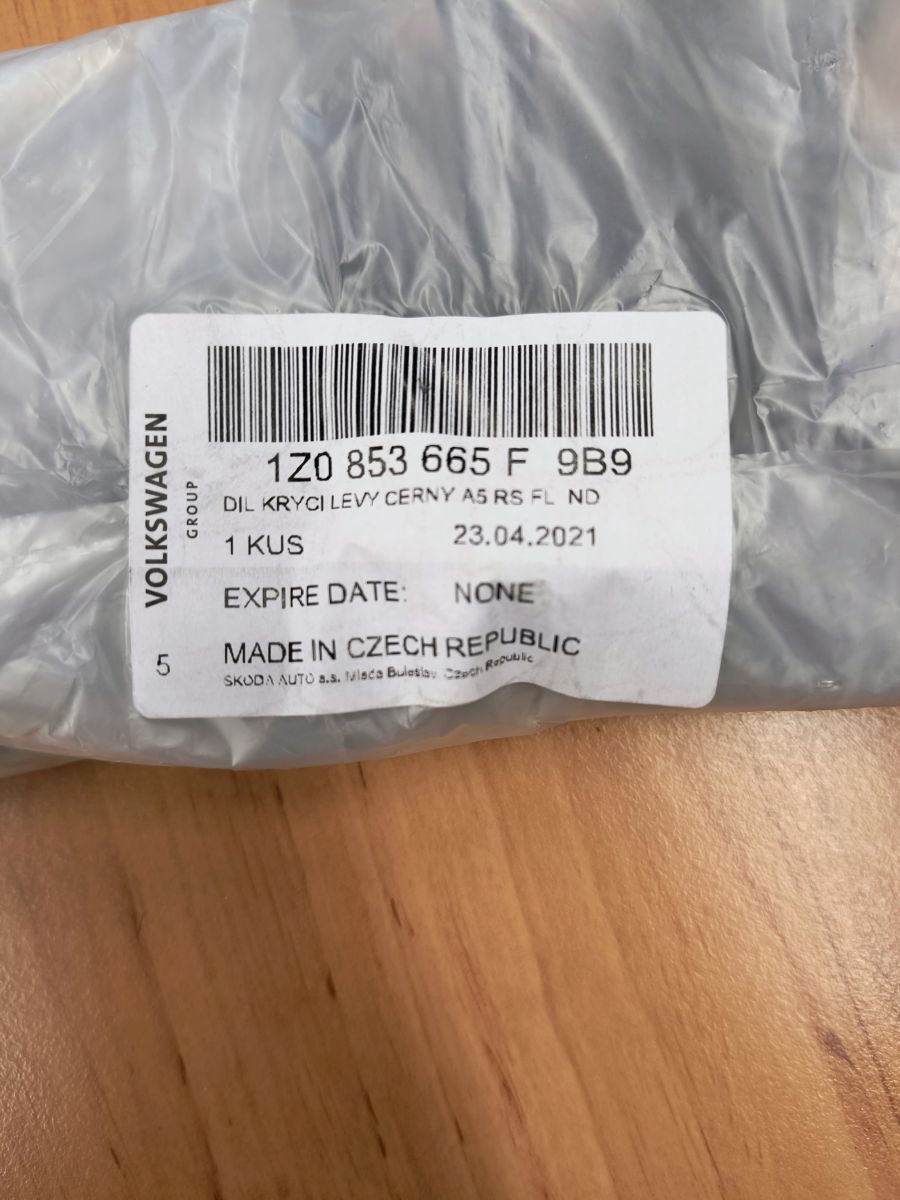 VOLKSWAGEN
GROUP
1Z0 853 665 F 9B9
DIL KRYCI LEVY CERNY A5 RS FL ND
1 KUS 23.04.2021
EXPIRE DATE: NONE
5 MADE IN CZECH REPUBLIC
SKODA AUTO a.s. Mlada Boleslav Czech Republic